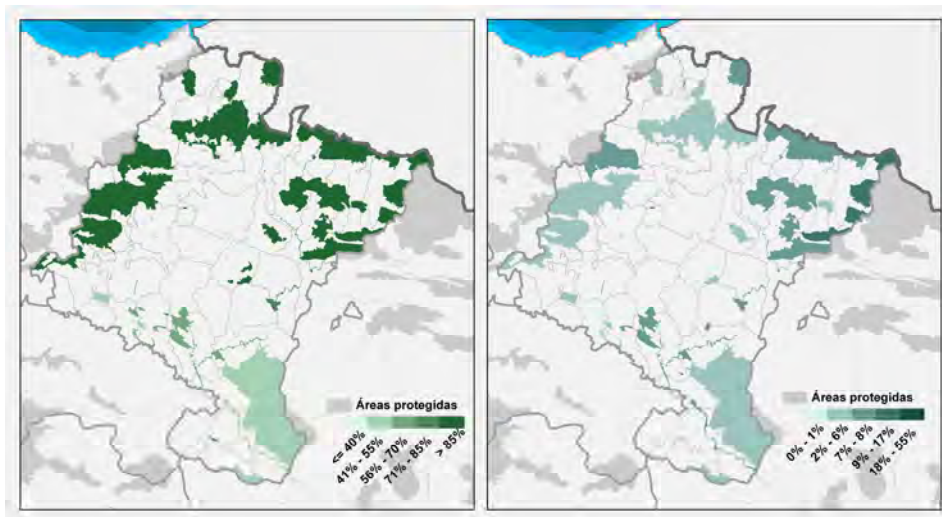 Áreas protegidas
<= 40%
41% - 55%
56% - 70%
71% - 85%
> 85%
Áreas protegidas
0% - 1%
2% - 6%
7% - 8%
9% - 17%
18% - 55%